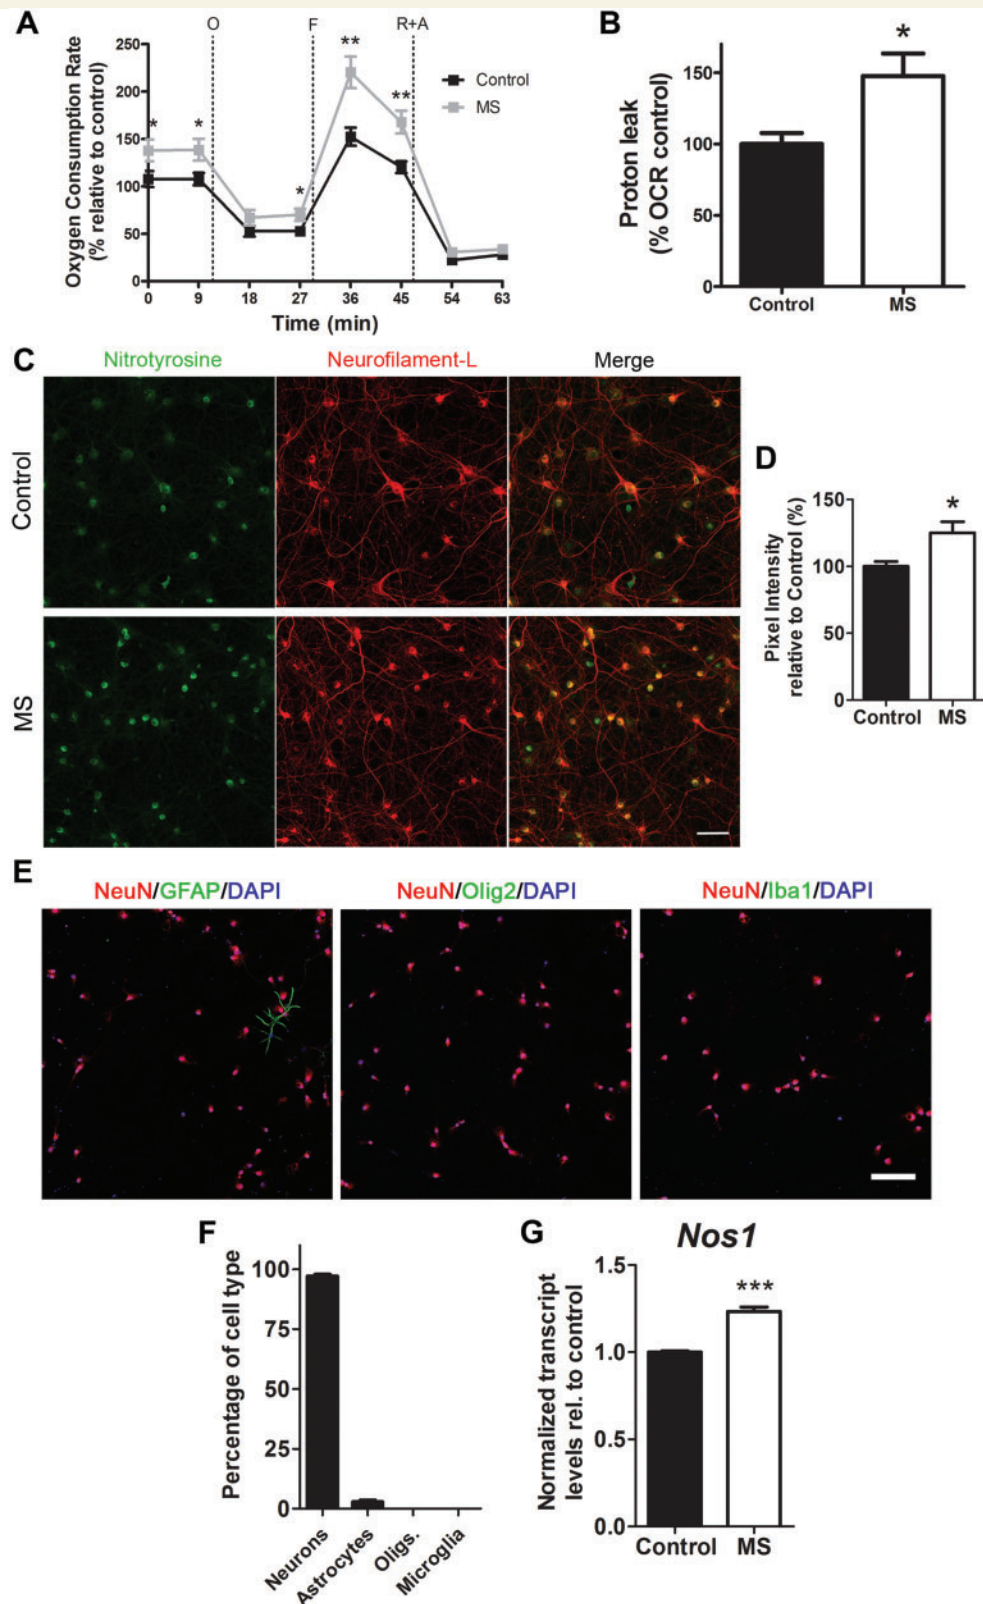 A
O
F
R+A
Oxygen Consumption Rate
(% relative to control)
250
200
150
100
50
0
*
*
*
**
**
Control
MS
0 9 18 27 36 45 54 63
Time (min)
B
Proton leak
(% OCR control)
150
100
50
0
*
Control MS
C
Nitrotyrosine Neurofilament-L Merge
Control
MS
D
Pixel Intensity
relative to Control (%)
150
100
50
0
*
Control MS
E
NeuN/GFAP/DAPI NeuN/Olig2/DAPI NeuN/Iba1/DAPI
F
Percentage of cell type
100
75
50
25
0
Neurons
Astrocytes
Oligs.
Microglia
G
Nos1
Normalized transcript
levels rel. to control
1.5
1.0
0.5
0.0
***
Control MS